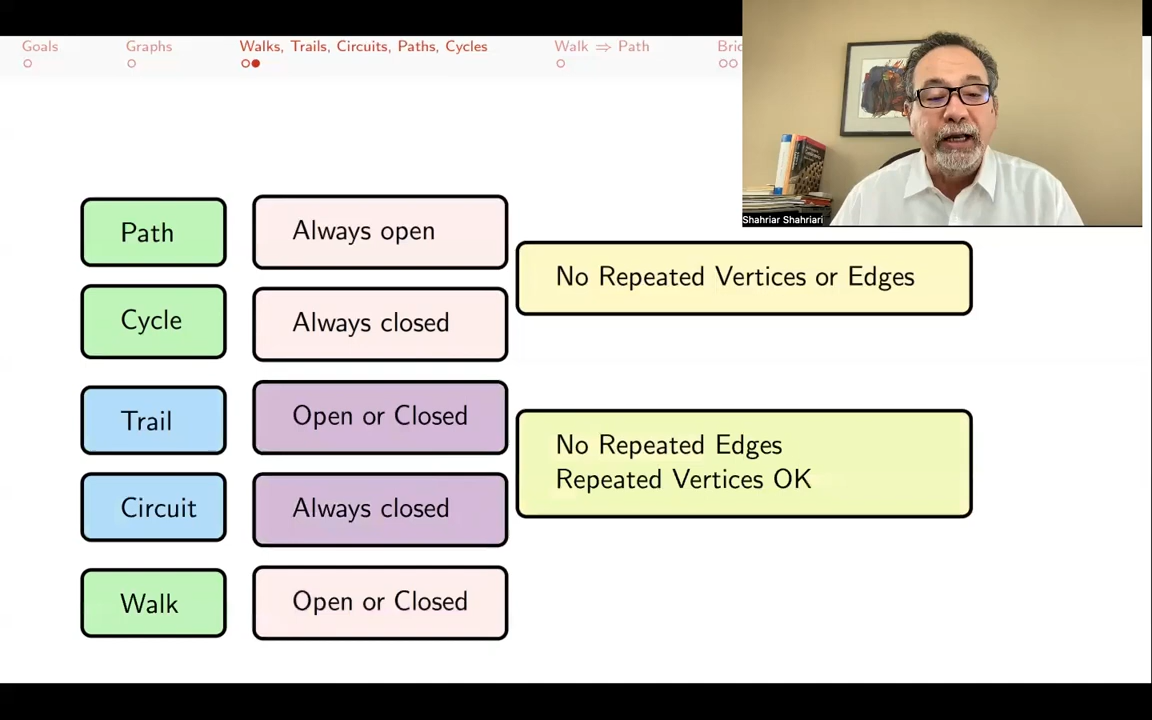 Goals
Graphs
Walks, Trails, Circuits, Paths, Cycles
Walk ⇒ Path
Shahriar Shahriari
Path
Always open
No Repeated Vertices or Edges
Cycle
Always closed
Trail
Open or Closed
No Repeated Edges
Repeated Vertices OK
Circuit
Always closed
Walk
Open or Closed